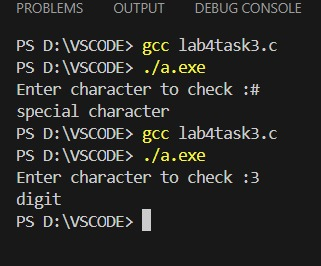 PROBLEMS OUTPUT DEBUG CONSOLE
PS D:\VSCODE> gcc lab4task3.c
PS D:\VSCODE> ./a.exe
Enter character to check :#
special character
PS D:\VSCODE> gcc lab4task3.c
PS D:\VSCODE> ./a.exe
Enter character to check :3
digit
PS D:\VSCODE>